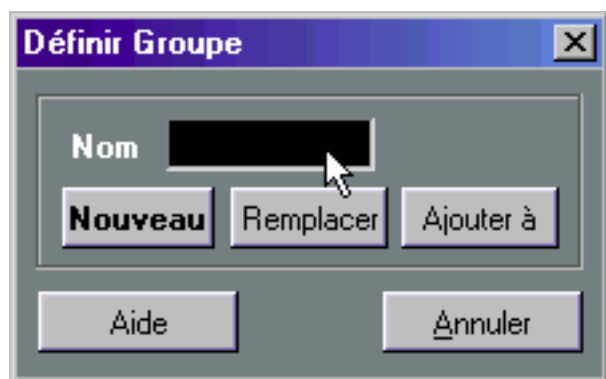 Définir Groupe
Nom
Nouveau Remplacer Ajouter à
Aide Annuler